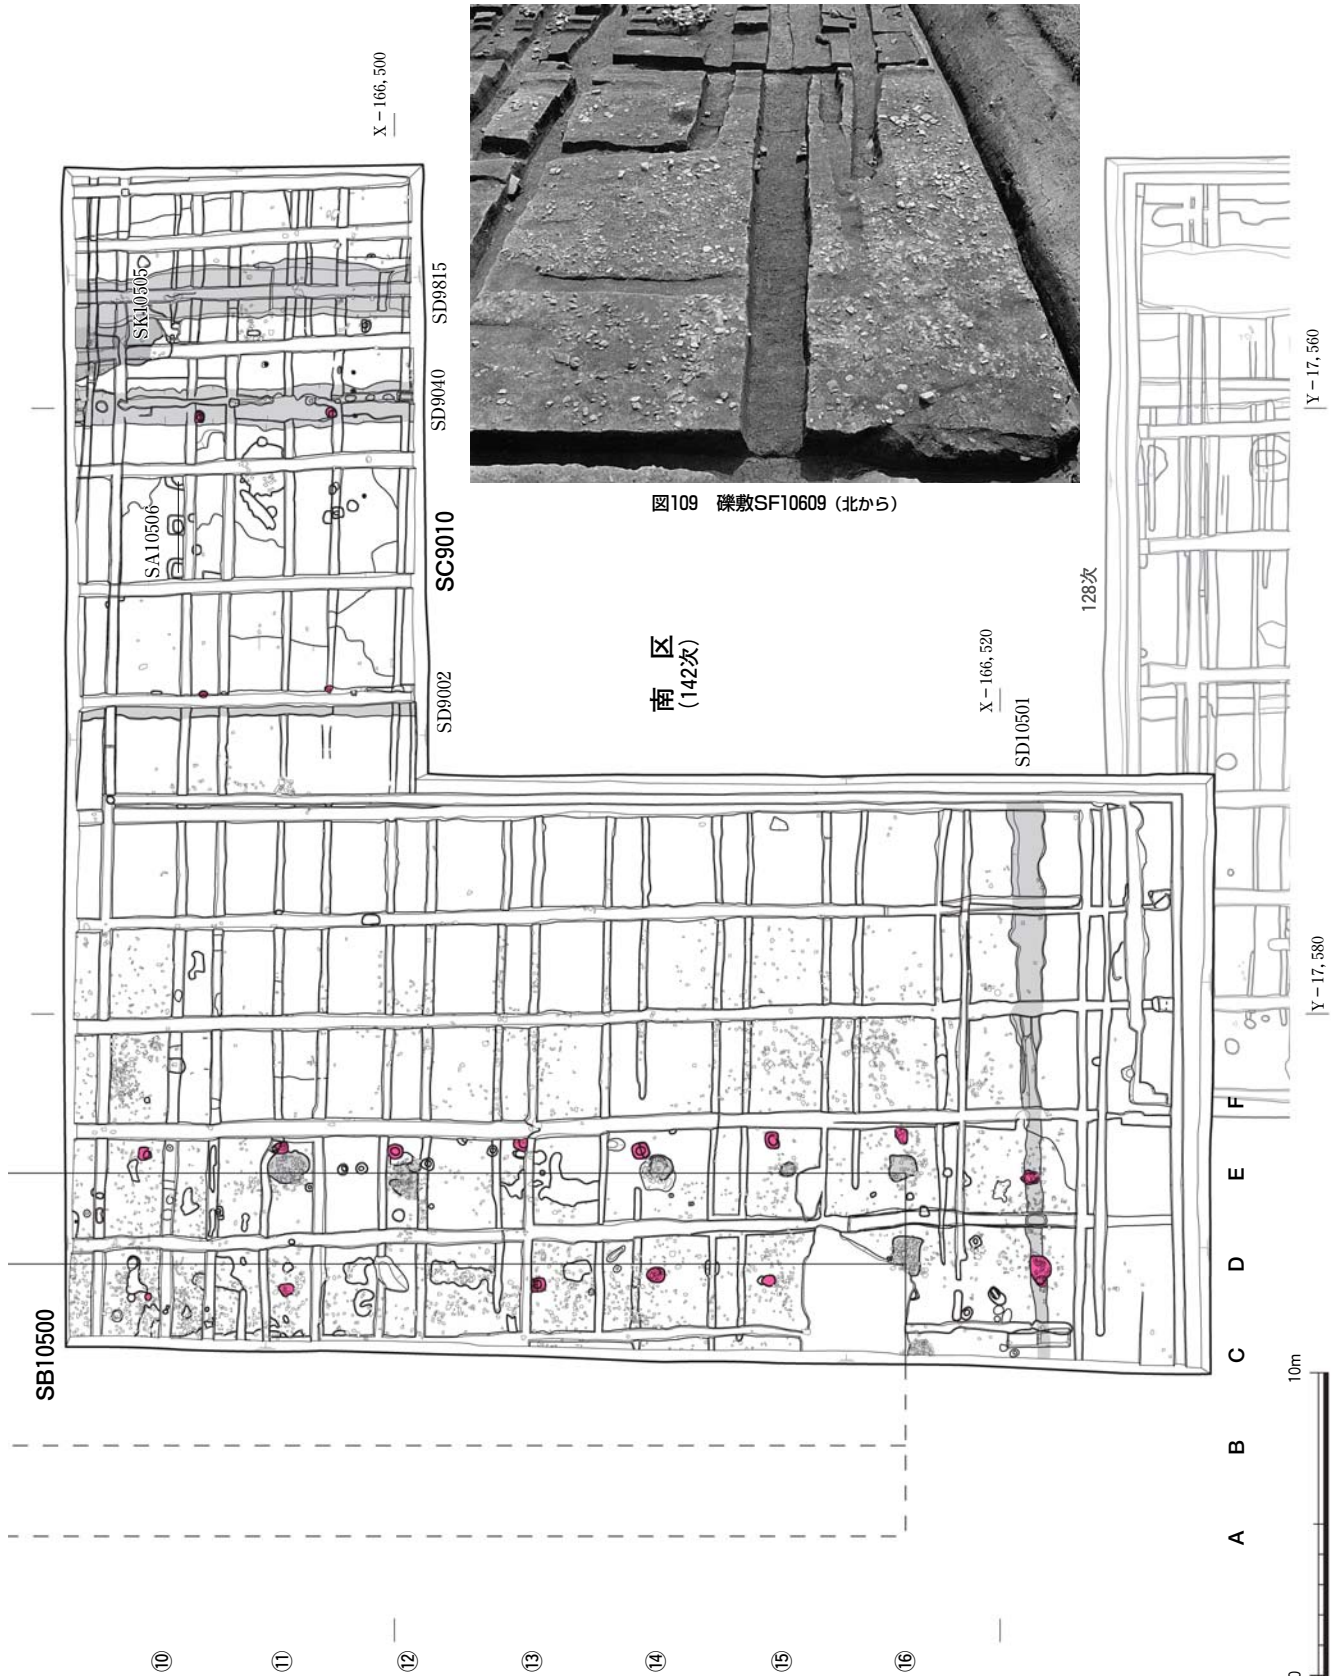 X－166,500
SK10505
SD9815
SD9040
SA10506
SC9010
SD9002
図109　礫敷SF10609（北から）
南 区
(142次)
128次
X－166,520
SD10501
Y－17,560
Y－17,580
SB10500
F
E
D
C
B
A
10m
0
⑩
⑪
⑫
⑬
⑭
⑮
⑯